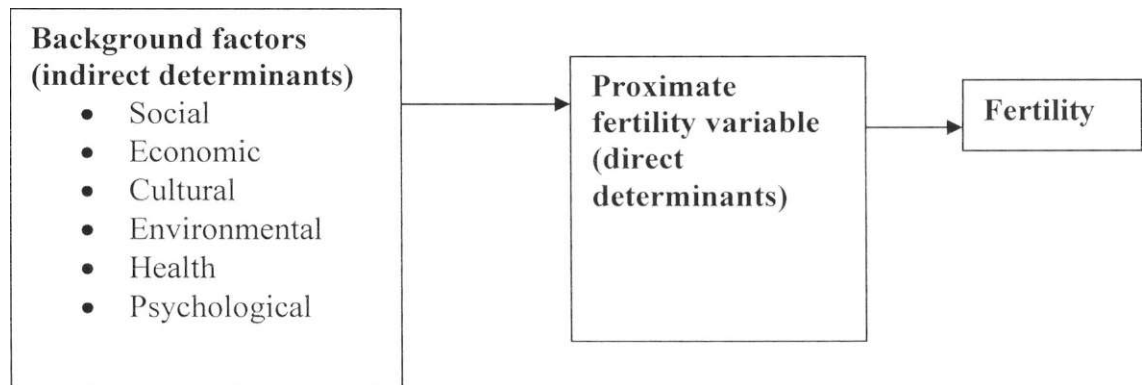 Background factors
(indirect determinants)
• Social
• Economic
• Cultural
• Environmental
• Health
• Psychological
Proximate
fertility variable
(direct
determinants)
Fertility